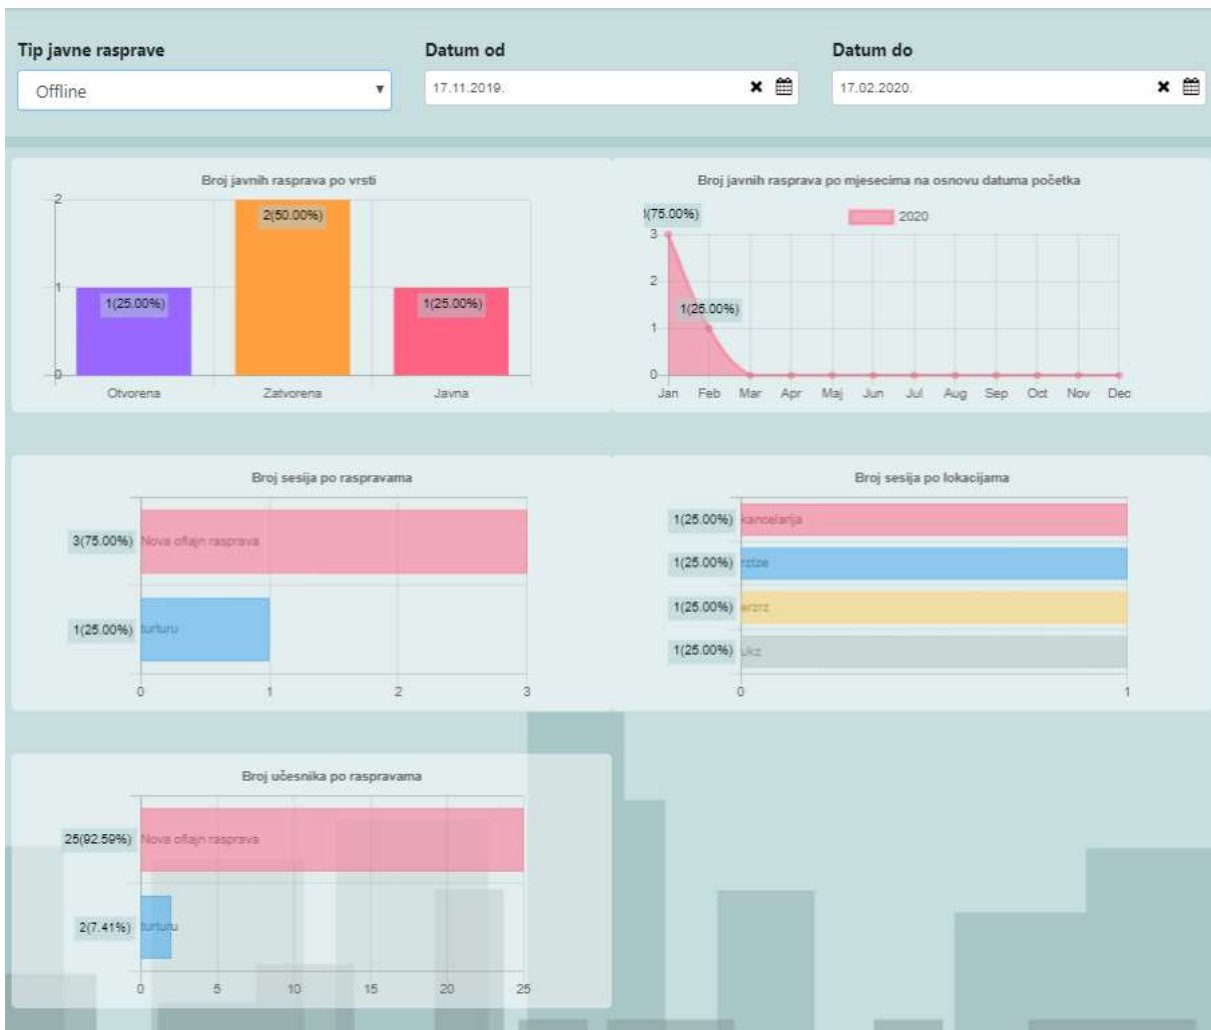 Tip javne rasprave
Datum od
Datum do
Offline
17.11.2019.
17.02.2020.
Broj javnih rasprava po vrsti
2
1
0
2(50.00%)
1(25.00%)
1(25.00%)
Otvorena Zatvorena Javna
Broj javnih rasprava po mjesecima na osnovu datuma početka
(75.00%)
2020
3
2
1
0
1(25.00%)
Jan Feb Mar Apr Maj Jun Jul Aug Sep Oct Nov Dec
Broj sesija po raspravama
3(75.00%) Nova oflajn rasprava
1(25.00%) turturu
0 1 2 3
Broj sesija po lokacijama
1(25.00%) kancelarija
1(25.00%) rztze
1(25.00%) erzrz
1(25.00%) ukz
0 1
Broj učesnika po raspravama
25(92.59%) Nova oflajn rasprava
2(7.41%) turturu
0 5 10 15 20 25